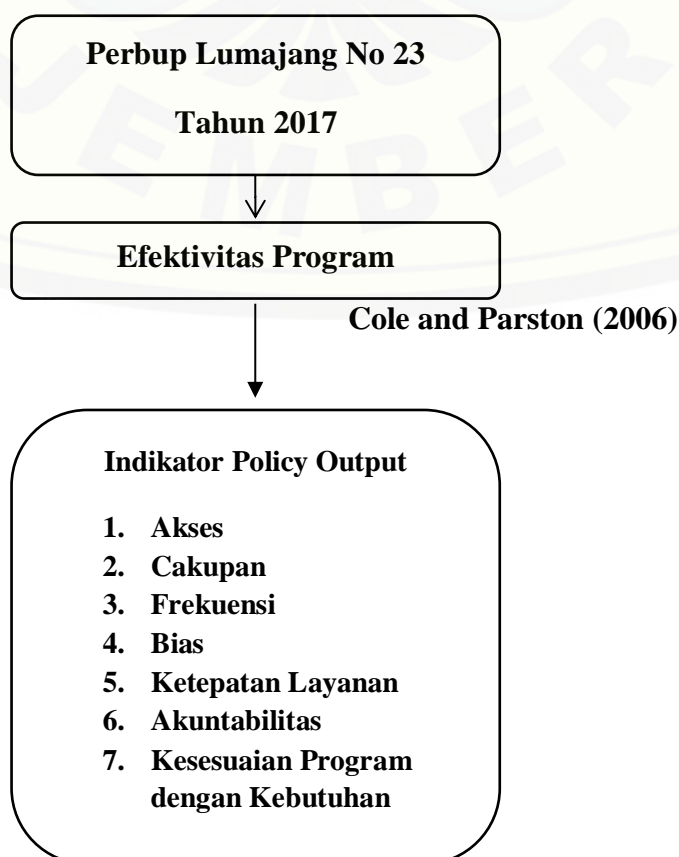 JEMBER
Perbup Lumajang No 23
Tahun 2017
Efektivitas Program
Cole and Parston (2006)
Indikator Policy Output
1. Akses
2. Cakupan
3. Frekuensi
4. Bias
5. Ketepatan Layanan
6. Akuntabilitas
7. Kesesuaian Program
dengan Kebutuhan